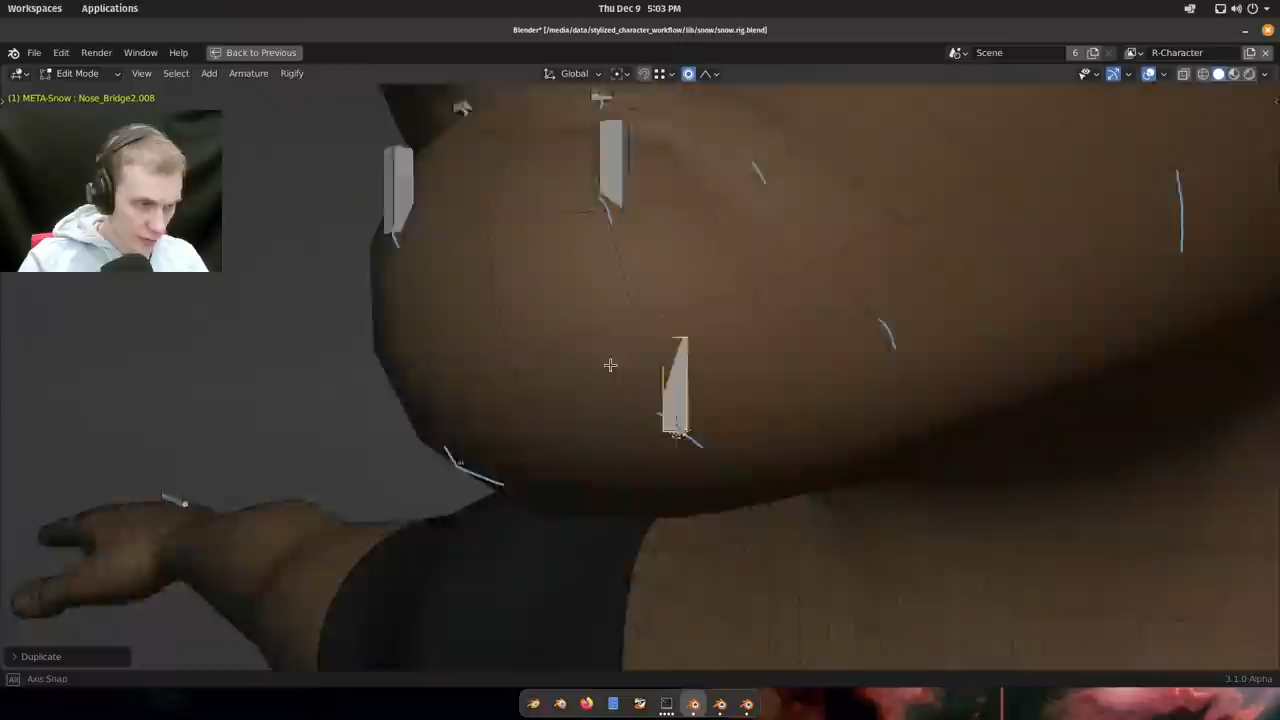 Workspaces Applications Thu Dec 9 5:03 PM
Blender* [/media/data/stylized_character_workflow/lib/snow/snow.rig.blend]
File Edit Render Window Help Back to Previous Scene 6 R-Character
Edit Mode View Select Add Armature Rigify Global
(1) META-Snow : Nose_Bridge2.008
Duplicate
Alt Axis Snap 3.1.0 Alpha